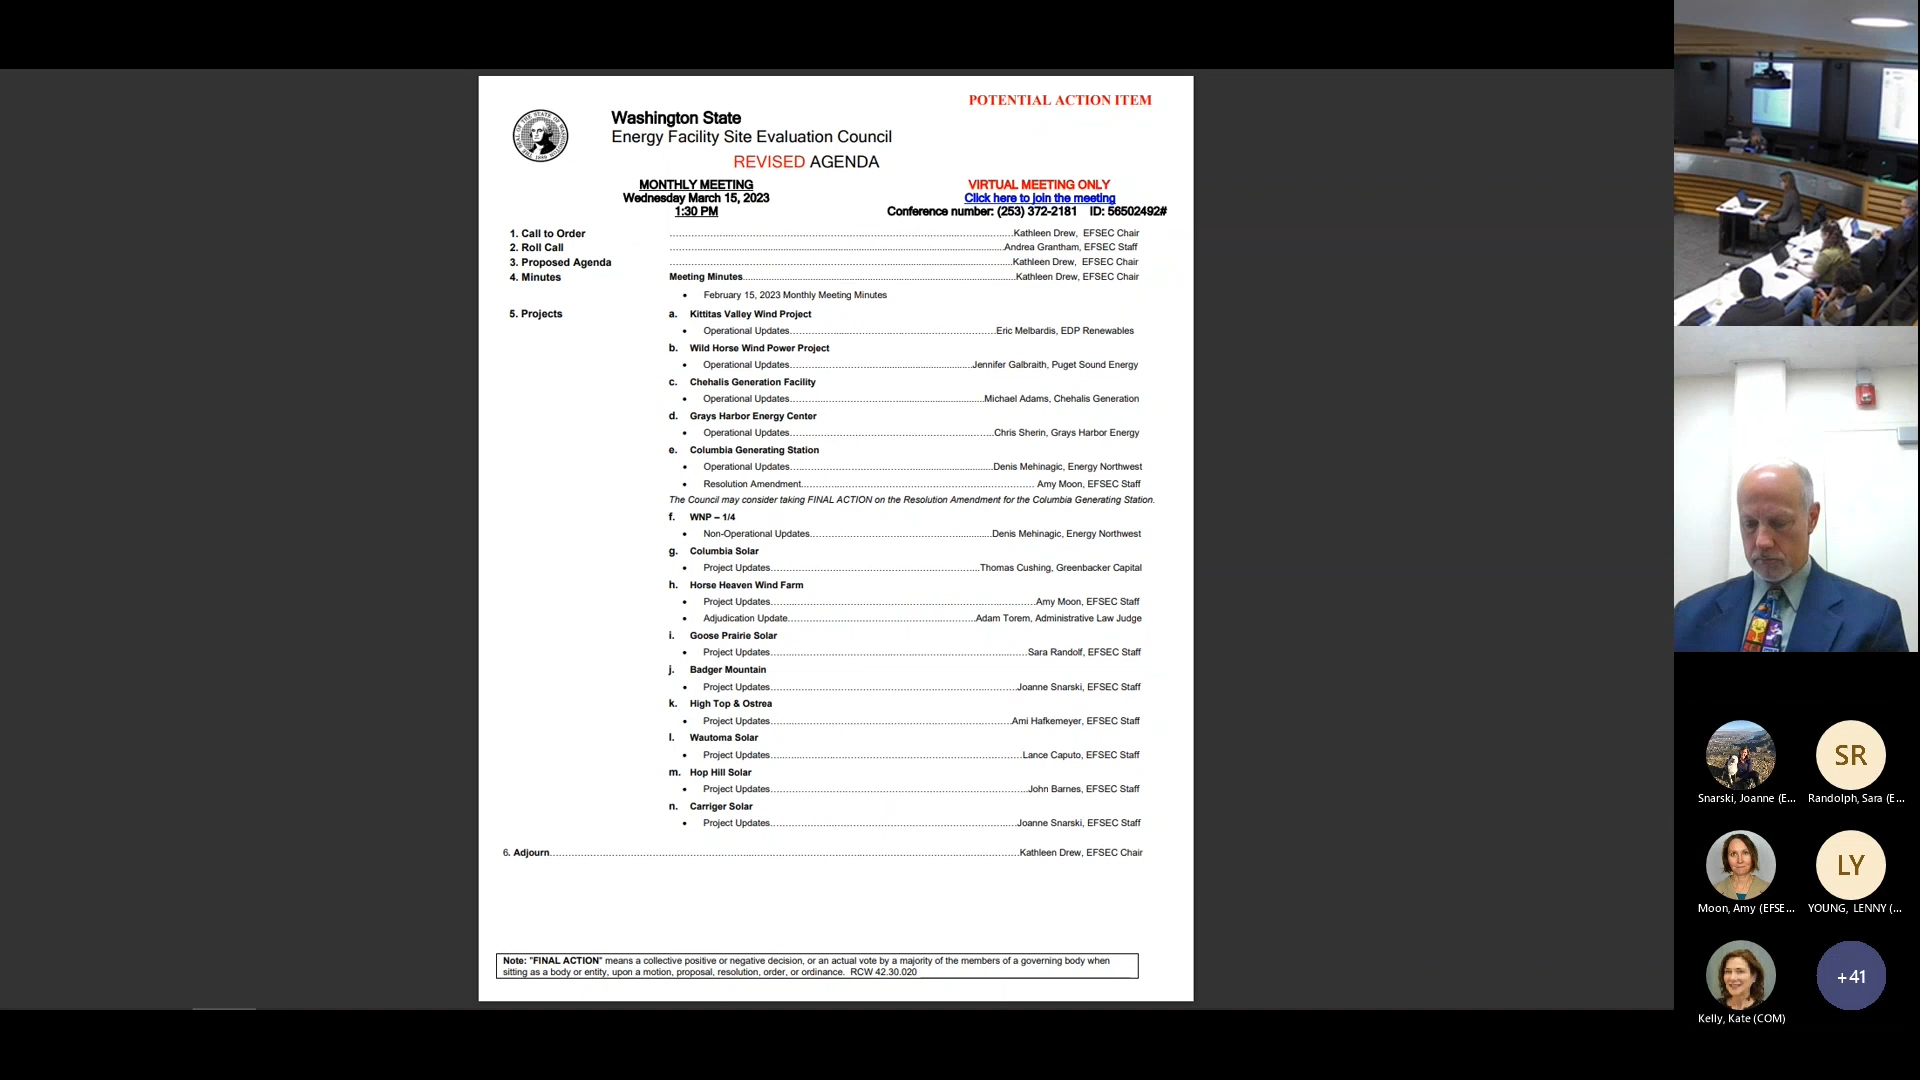 POTENTIAL ACTION ITEM
Washington State
Energy Facility Site Evaluation Council
REVISED AGENDA
MONTHLY MEETING
Wednesday March 15, 2023
1:30 PM
VIRTUAL MEETING ONLY
Click here to join the meeting
Conference number: (253) 372-2181 ID: 56502492#
1. Call to Order Kathleen Drew, EFSEC Chair
2. Roll Call Andrea Grantham, EFSEC Staff
3. Proposed Agenda Kathleen Drew, EFSEC Chair
4. Minutes Meeting Minutes Kathleen Drew, EFSEC Chair
• February 15, 2023 Monthly Meeting Minutes
5. Projects a. Kittitas Valley Wind Project
• Operational Updates Eric Melbardis, EDP Renewables
b. Wild Horse Wind Power Project
• Operational Updates Jennifer Galbraith, Puget Sound Energy
c. Chehalis Generation Facility
• Operational Updates Michael Adams, Chehalis Generation
d. Grays Harbor Energy Center
• Operational Updates Chris Sherin, Grays Harbor Energy
e. Columbia Generating Station
• Operational Updates Denis Mehinagic, Energy Northwest
• Resolution Amendment Amy Moon, EFSEC Staff
The Council may consider taking FINAL ACTION on the Resolution Amendment for the Columbia Generating Station.
f. WNP – 1/4
• Non-Operational Updates Denis Mehinagic, Energy Northwest
g. Columbia Solar
• Project Updates Thomas Cushing, Greenbacker Capital
h. Horse Heaven Wind Farm
• Project Updates Amy Moon, EFSEC Staff
• Adjudication Update Adam Torem, Administrative Law Judge
i. Goose Prairie Solar
• Project Updates Sara Randolf, EFSEC Staff
j. Badger Mountain
• Project Updates Joanne Snarski, EFSEC Staff
k. High Top & Ostrea
• Project Updates Ami Hafkemeyer, EFSEC Staff
l. Wautoma Solar
• Project Updates Lance Caputo, EFSEC Staff
m. Hop Hill Solar
• Project Updates John Barnes, EFSEC Staff
n. Carriger Solar
• Project Updates Joanne Snarski, EFSEC Staff
6. Adjourn Kathleen Drew, EFSEC Chair
Note: "FINAL ACTION" means a collective positive or negative decision, or an actual vote by a majority of the members of a governing body when
sitting as a body or entity, upon a motion, proposal, resolution, order, or ordinance. RCW 42.30.020
SR
Snarski, Joanne (E...
Randolph, Sara (E...
LY
Moon, Amy (EFSE...
YOUNG, LENNY (...
+41
Kelly, Kate (COM)